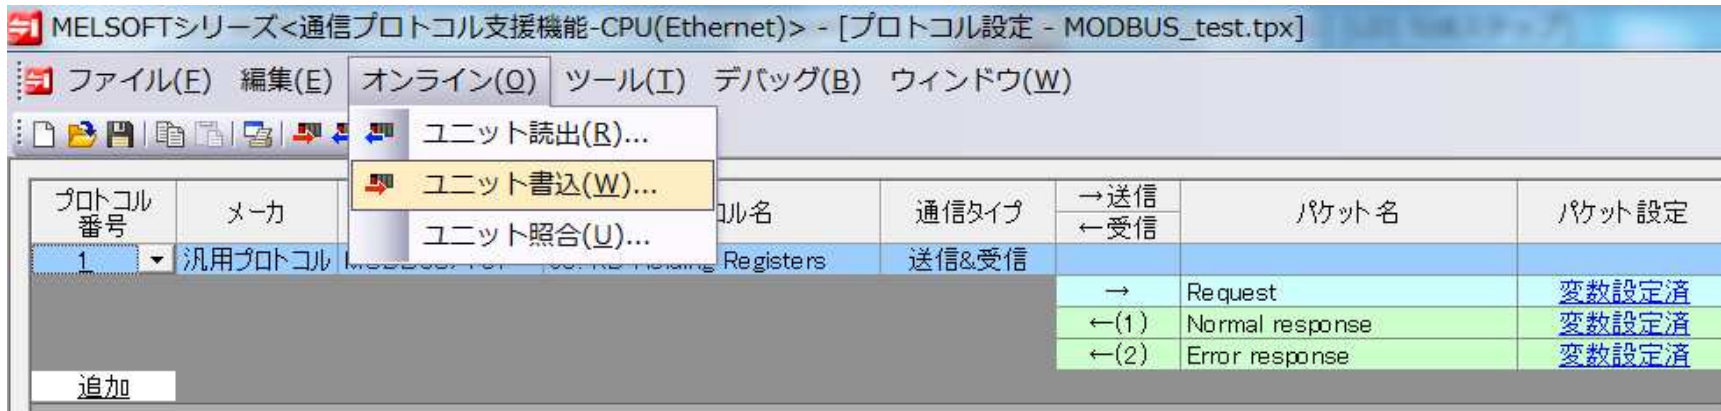 MELSOFTシリーズ<通信プロトコル支援機能-CPU(Ethernet)> - [プロトコル設定 - MODBUS_test.tpx]
ファイル(F) 編集(E) オンライン(O) ツール(T) デバッグ(B) ウィンドウ(W)
ユニット読出(R)...
ユニット書込(W)...
ユニット照合(U)...
プロトコル
番号
メーカ
コル名
通信タイプ
→送信
←受信
パケット名
パケット設定
1 汎用プロトコル Registers 送信&受信
→ Request 変数設定済
←(1) Normal response 変数設定済
←(2) Error response 変数設定済
追加